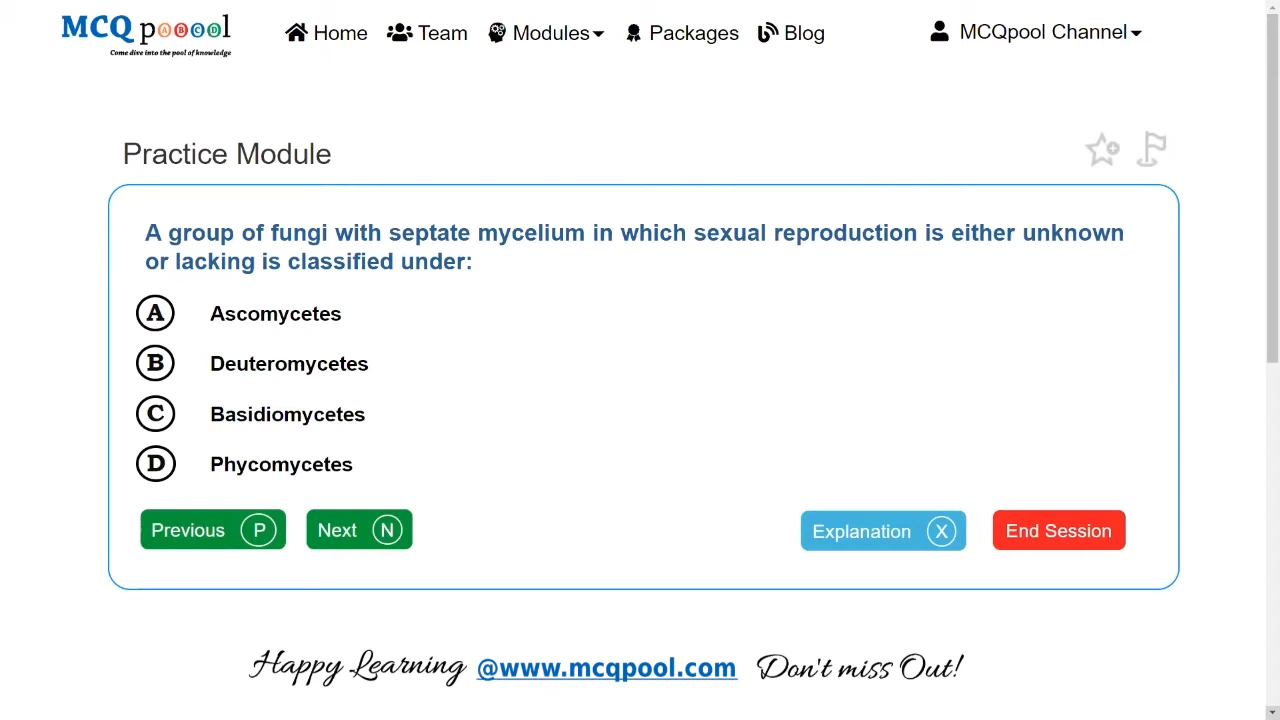 MCQ pABCDl
Come dive into the pool of knowledge
Home Team Modules Packages Blog MCQpool Channel
Practice Module
A group of fungi with septate mycelium in which sexual reproduction is either unknown
or lacking is classified under:
A Ascomycetes
B Deuteromycetes
C Basidiomycetes
D Phycomycetes
Previous P Next N Explanation X End Session
Happy Learning @www.mcqpool.com Don't miss Out!